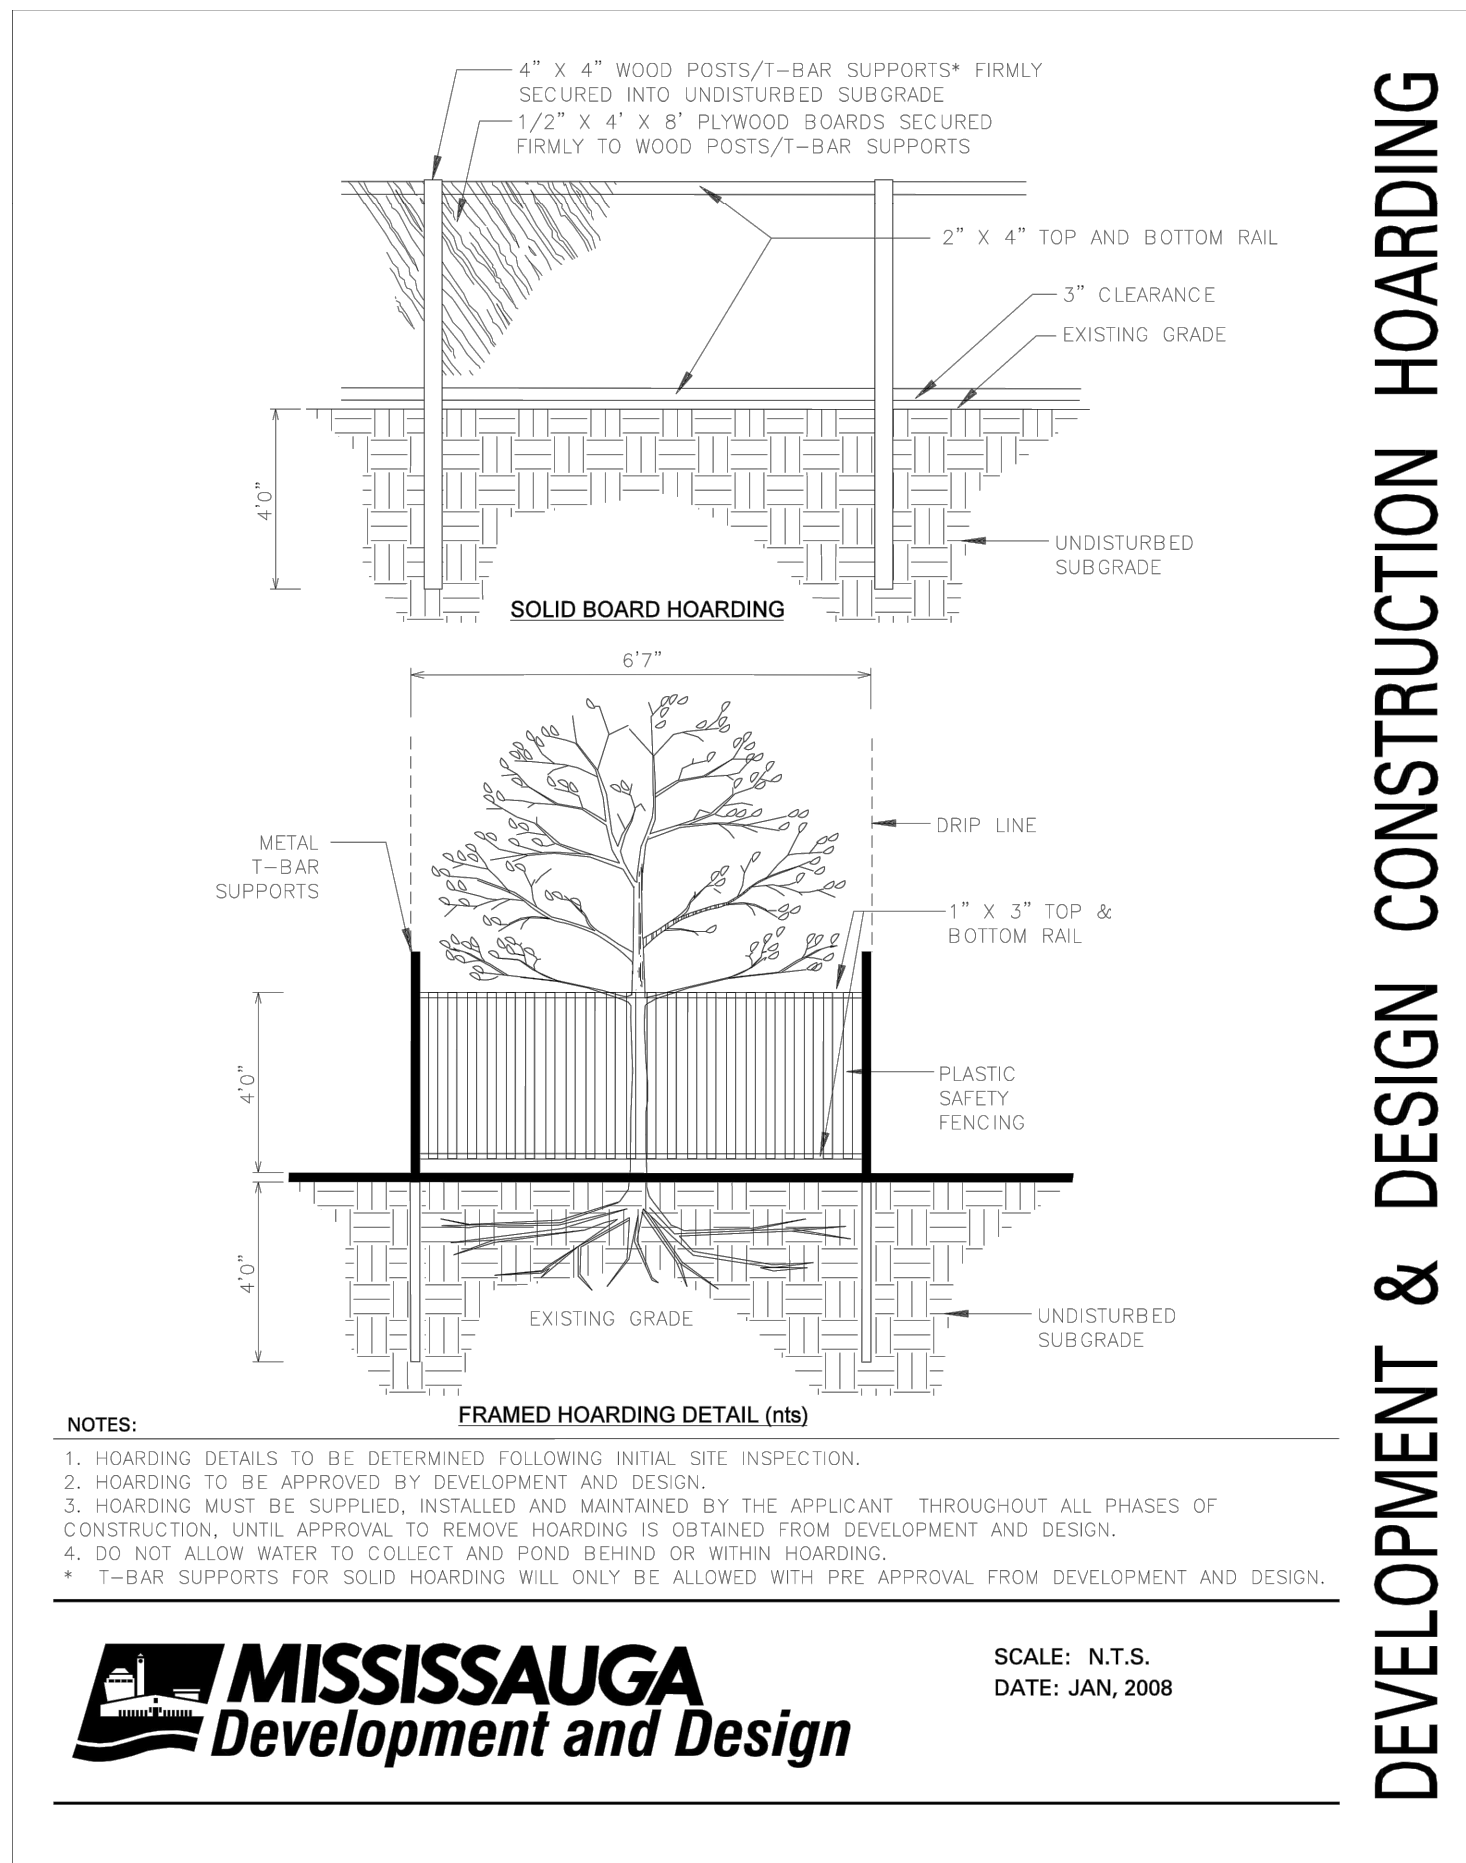 4” X 4” WOOD POSTS/T-BAR SUPPORTS* FIRMLY
SECURED INTO UNDISTURBED SUBGRADE
1/2” X 4' X 8' PLYWOOD BOARDS SECURED
FIRMLY TO WOOD POSTS/T-BAR SUPPORTS
2” X 4” TOP AND BOTTOM RAIL
3” CLEARANCE
EXISTING GRADE
4'0”
UNDISTURBED
SUBGRADE
SOLID BOARD HOARDING
6'7”
METAL
T-BAR
SUPPORTS
DRIP LINE
1” X 3” TOP &
BOTTOM RAIL
4'0”
PLASTIC
SAFETY
FENCING
4'0”
EXISTING GRADE
UNDISTURBED
SUBGRADE
FRAMED HOARDING DETAIL (nts)
NOTES:
1. HOARDING DETAILS TO BE DETERMINED FOLLOWING INITIAL SITE INSPECTION.
2. HOARDING TO BE APPROVED BY DEVELOPMENT AND DESIGN.
3. HOARDING MUST BE SUPPLIED, INSTALLED AND MAINTAINED BY THE APPLICANT THROUGHOUT ALL PHASES OF
CONSTRUCTION, UNTIL APPROVAL TO REMOVE HOARDING IS OBTAINED FROM DEVELOPMENT AND DESIGN.
4. DO NOT ALLOW WATER TO COLLECT AND POND BEHIND OR WITHIN HOARDING.
* T-BAR SUPPORTS FOR SOLID HOARDING WILL ONLY BE ALLOWED WITH PRE APPROVAL FROM DEVELOPMENT AND DESIGN.
MISSISSAUGA
Development and Design
SCALE: N.T.S.
DATE: JAN, 2008
DEVELOPMENT & DESIGN CONSTRUCTION HOARDING